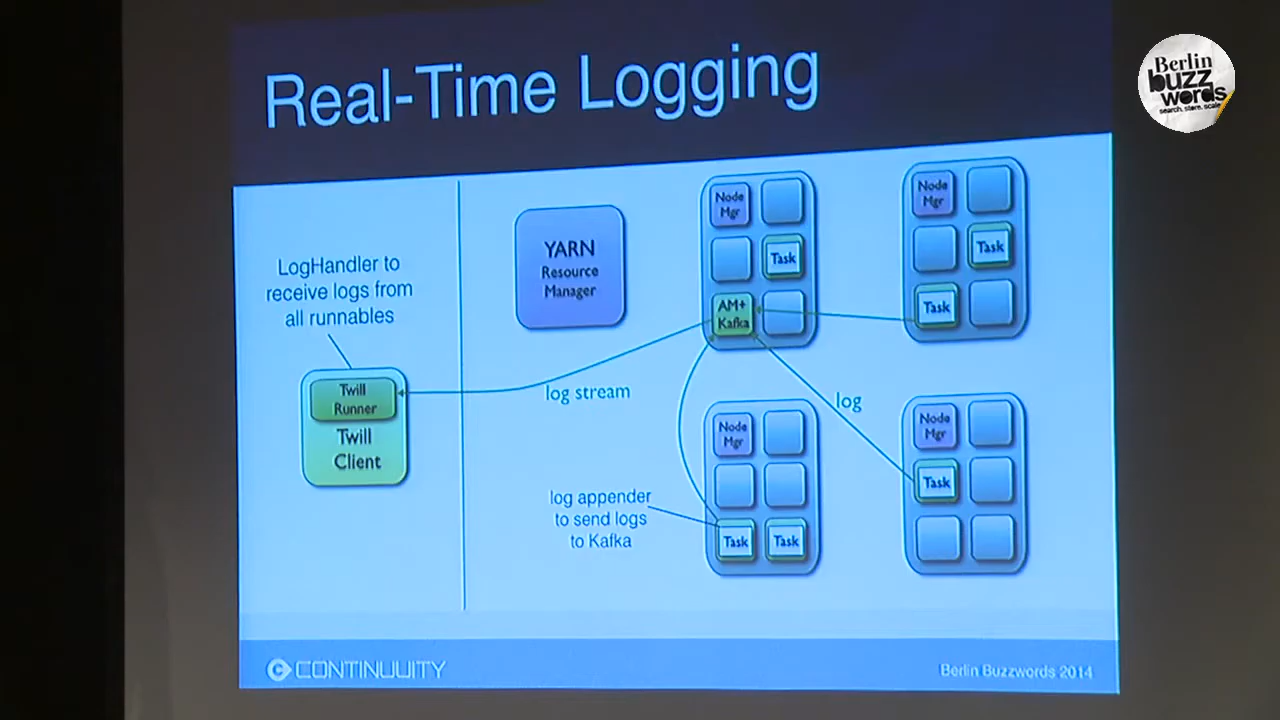 Real-Time Logging
Berlin
buzz
words
search. store. scale
LogHandler to
receive logs from
all runnables
Twill
Runner
Twill
Client
YARN
Resource
Manager
log stream
Node
Mgr
Task
AM+
Kafka
Node
Mgr
Task
Task
log
log appender
to send logs
to Kafka
Node
Mgr
Task
Task
Node
Mgr
Task
CONTINUUITY
Berlin Buzzwords 2014